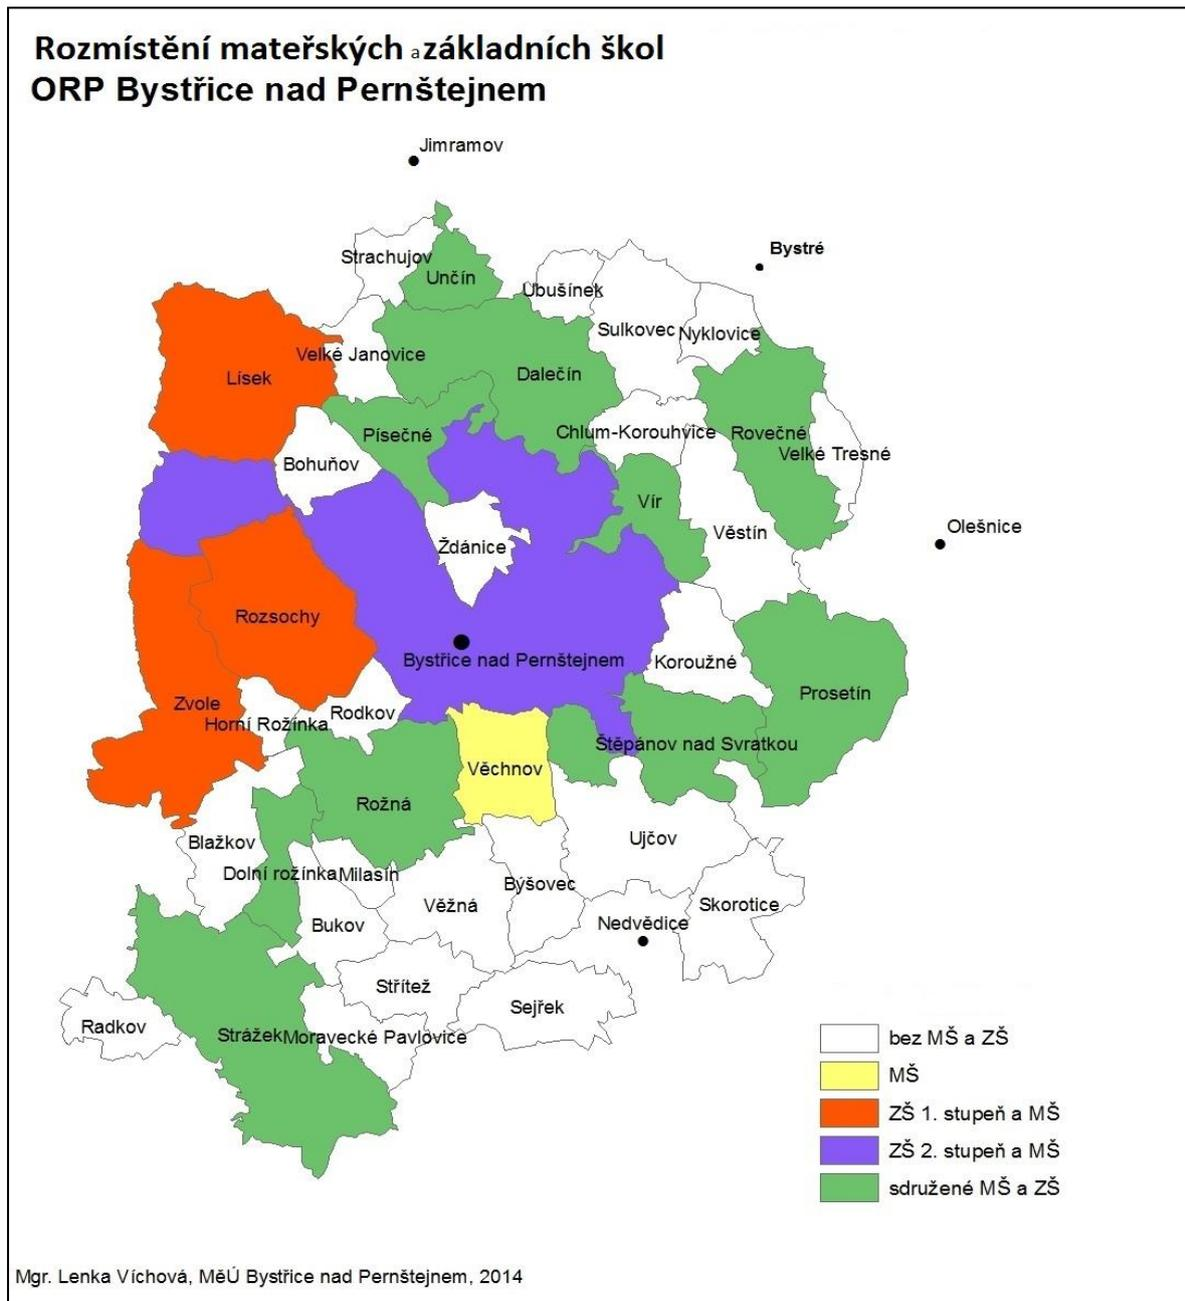 Rozmístění mateřských a základních škol
ORP Bystřice nad Pernštejnem
Jimramov
Bystré
Strachujov
Unčín
Ubušínek
Sulkovec
Nyklovice
Velké Janovice
Lísek
Dalečín
Písečné
Chlum-Korouhvice
Rovečné
Velké Tresné
Bohuňov
Vír
Věstín
Olešnice
Ždánice
Rozsochy
Bystřice nad Pernštejnem
Koroužné
Prosetín
Zvole
Horní Rožínka
Rodkov
Štěpánov nad Svratkou
Věchnov
Rožná
Blažkov
Ujčov
Dolní rožínka
Milasín
Býšovec
Věžná
Skorotice
Bukov
Nedvědice
Střítež
Sejřek
Radkov
Strážek
Moravecké Pavlovice
bez MŠ a ZŠ
MŠ
ZŠ 1. stupeň a MŠ
ZŠ 2. stupeň a MŠ
sdružené MŠ a ZŠ
Mgr. Lenka Víchová, MěÚ Bystřice nad Pernštejnem, 2014